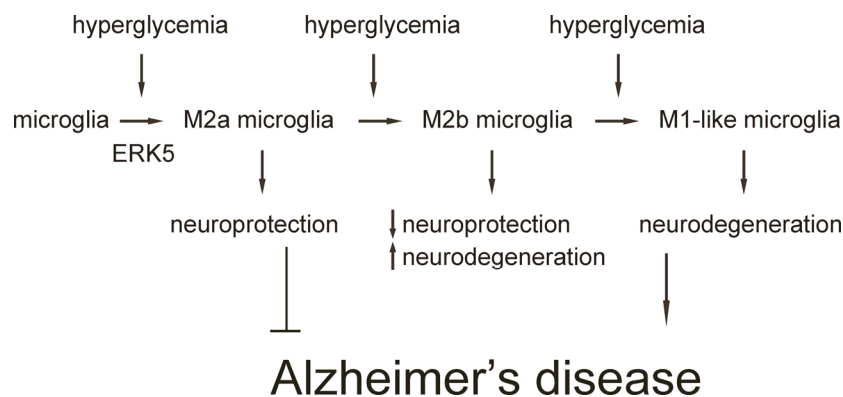 hyperglycemia hyperglycemia hyperglycemia
microglia M2a microglia M2b microglia M1-like microglia
ERK5
neuroprotection neuroprotection neurodegeneration
neurodegeneration
Alzheimer’s disease